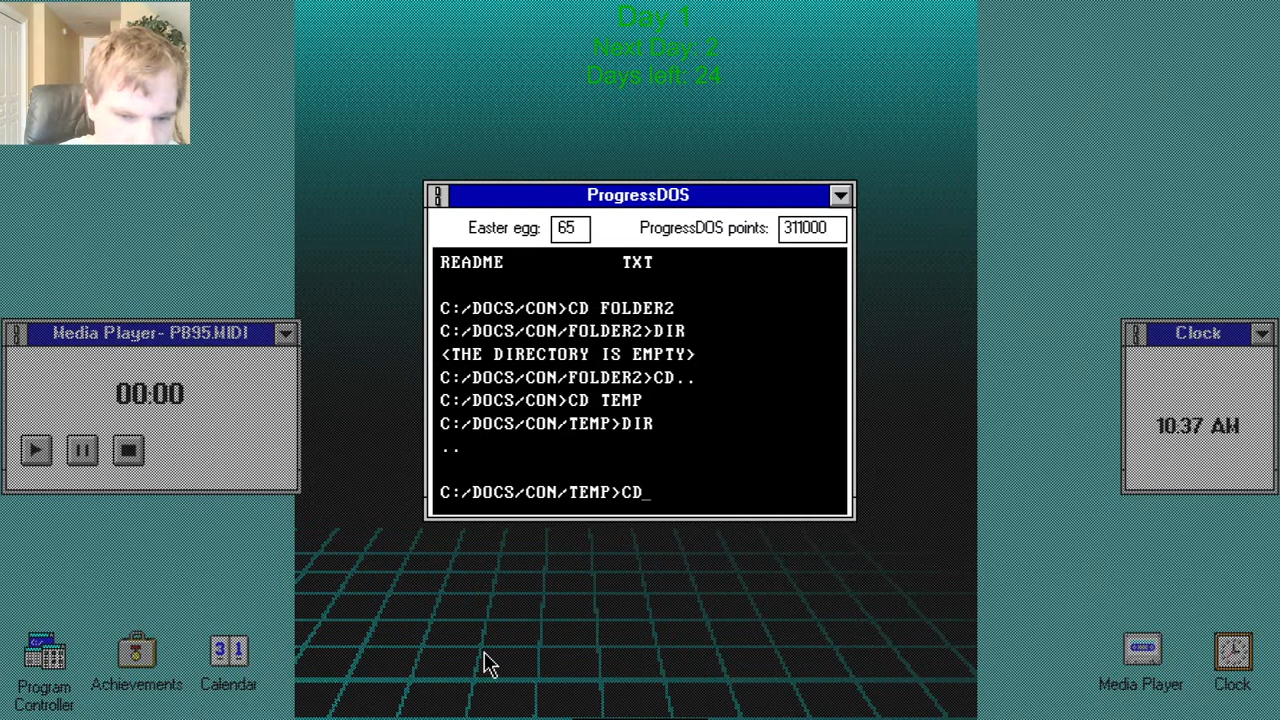 Day 1
Next Day: 2
Days left: 24
ProgressDOS
Easter egg: 65 ProgressDOS points: 311000
README TXT
C:/DOCS/CON>CD FOLDER2
C:/DOCS/CON/FOLDER2>DIR
<THE DIRECTORY IS EMPTY>
C:/DOCS/CON/FOLDER2>CD..
C:/DOCS/CON>CD TEMP
C:/DOCS/CON/TEMP>DIR
..
C:/DOCS/CON/TEMP>CD_
Media Player- PB95.MIDI
00:00
Clock
10.37 AM
31
Program
Controller
Achievements
Calendar
Media Player
Clock